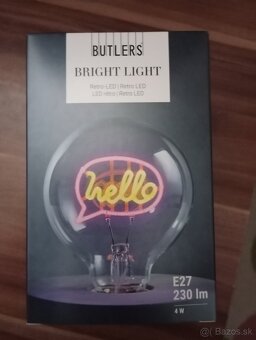 BUTLERS
BRIGHT LIGHT
Retro-LED | Retro LED
LED rétro | Retro LED
hello
E27
230 lm
4 W
Bazos.sk